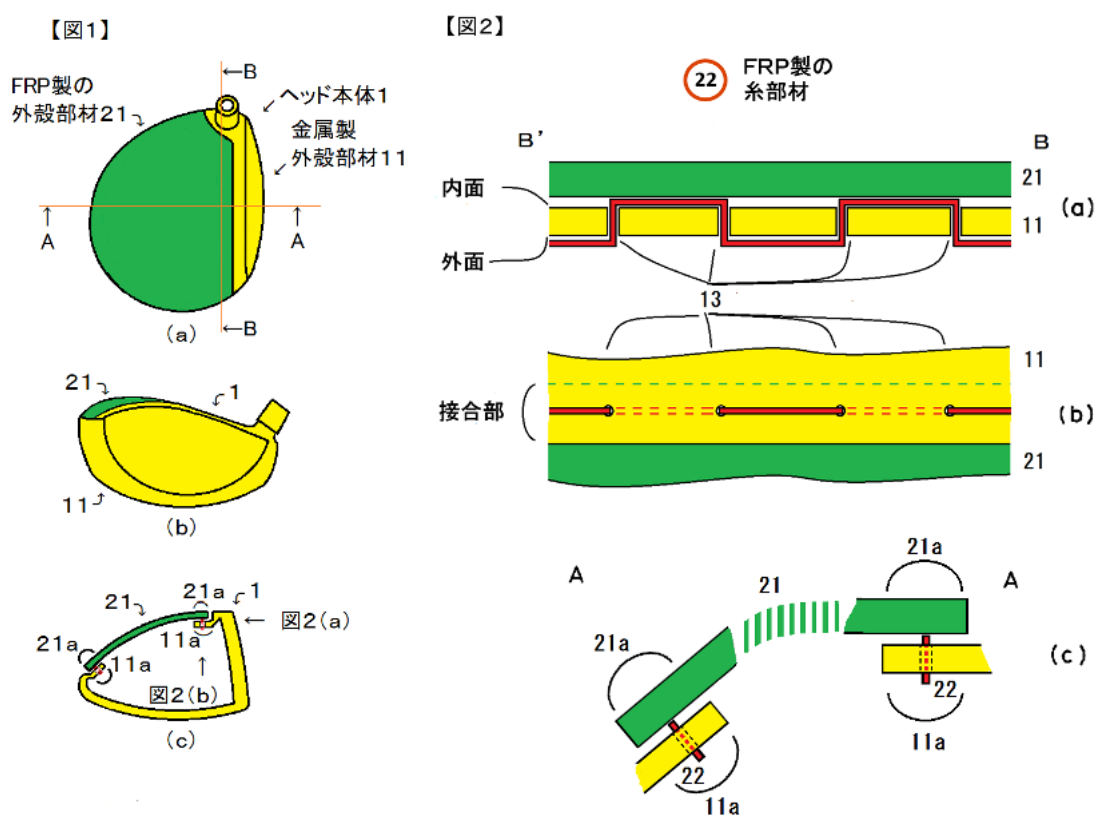 【図1】
FRP製の
外殻部材21
←B
ヘッド本体1
金属製
外殻部材11
↑
A
↑
A
←B
(a)
21
1
11
(b)
21
21a
1
21a
11a
11a
← 図2(a)
↑
図2(b)
(c)
【図2】
22
FRP製の
糸部材
B'
B
内面
外面
21
11
(a)
13
11
接合部
(b)
21
A
21
21a
A
21a
22
11a
22
11a
(c)